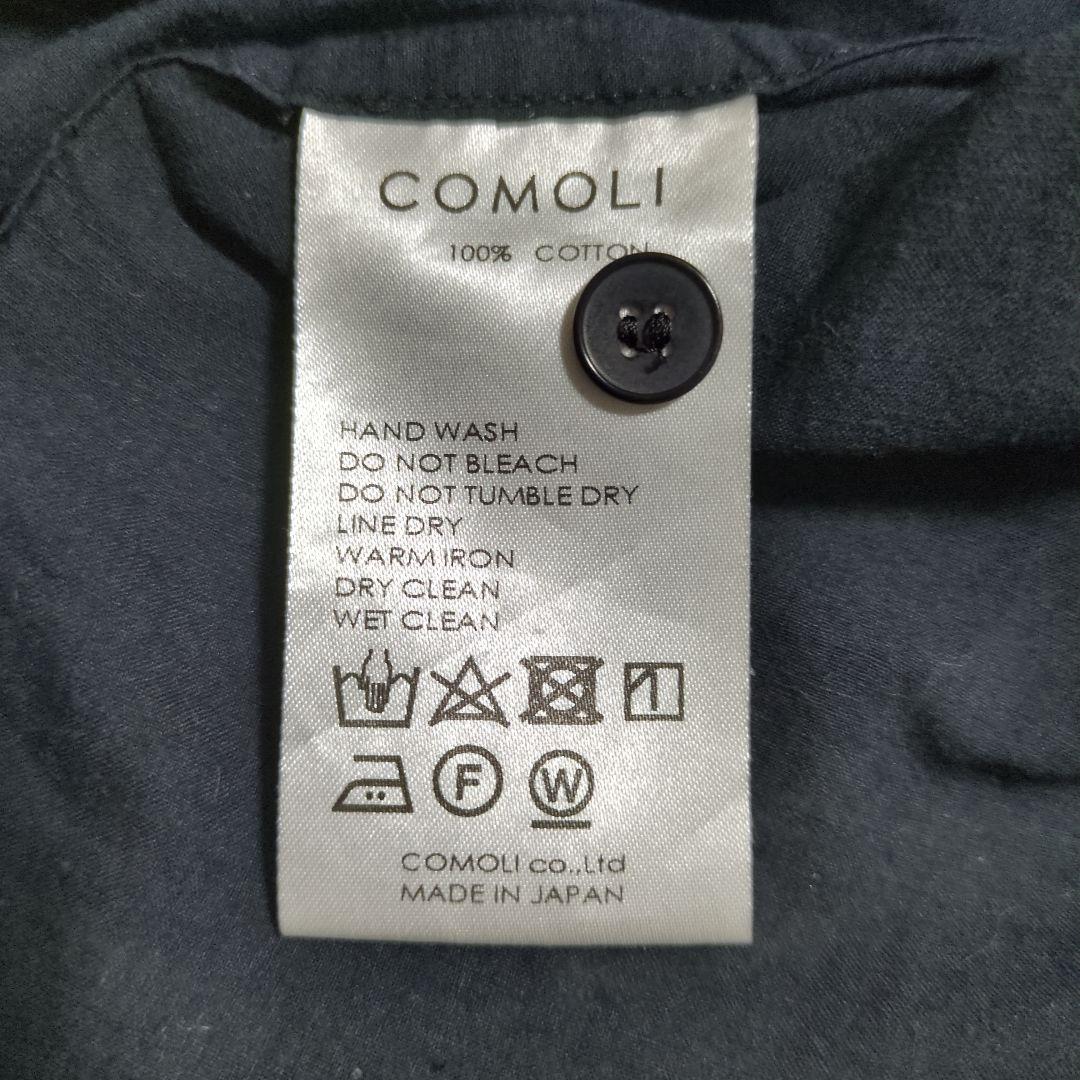 COMOLI
100% COTTON
HAND WASH
DO NOT BLEACH
DO NOT TUMBLE DRY
LINE DRY
WARM IRON
DRY CLEAN
WET CLEAN
1
F
W
COMOLI co.,Ltd
MADE IN JAPAN